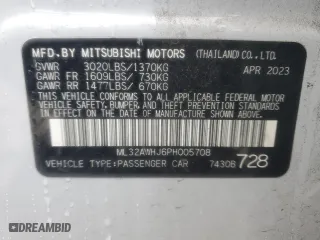 MFD.BY MITSUBISHI MOTORS (THAILAND)CO.,LTD.
GVWR 3020LBS/1370KG APR 2023
GAWR FR 1609LBS/ 730KG
GAWR RR 1477LBS/ 670KG
THIS VEHICLE CONFORMS TO ALL APPLICABLE FEDERAL MOTOR VEHICLE SAFETY, BUMPER, AND THEFT PREVENTION STANDARDS IN EFFECT ON THE DATE OF MANUFACTURE SHOWN ABOVE.
ML32AWHJ6PH005708
VEHICLE TYPE:PASSENGER CAR 7430B 728
AUTOBIDMASTER